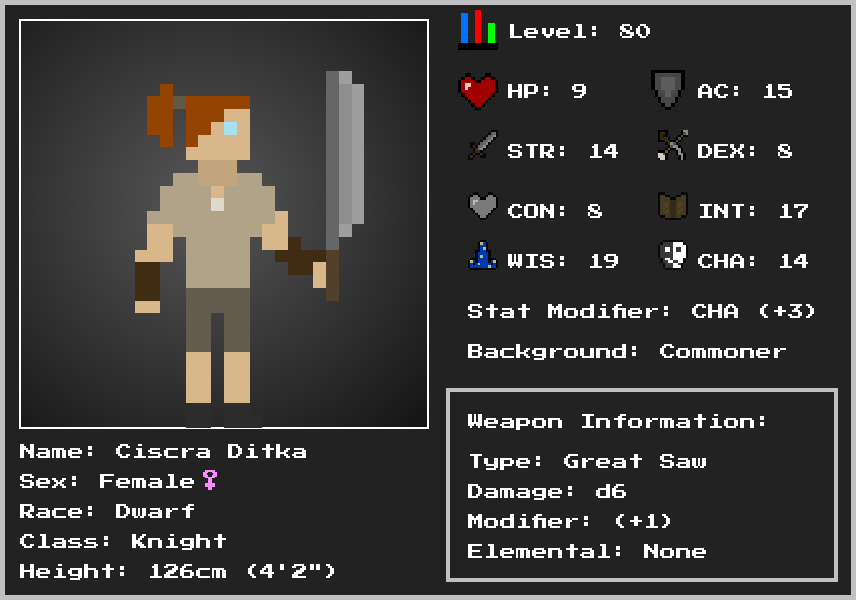 Level: 80
HP: 9
AC: 15
STR: 14
DEX: 8
CON: 8
INT: 17
WIS: 19
CHA: 14
Stat Modifier: CHA (+3)
Background: Commoner
Weapon Information:
Type: Great Saw
Damage: d6
Modifier: (+1)
Elemental: None
Name: Ciscra Ditka
Sex: Female♀
Race: Dwarf
Class: Knight
Height: 126cm (4'2")